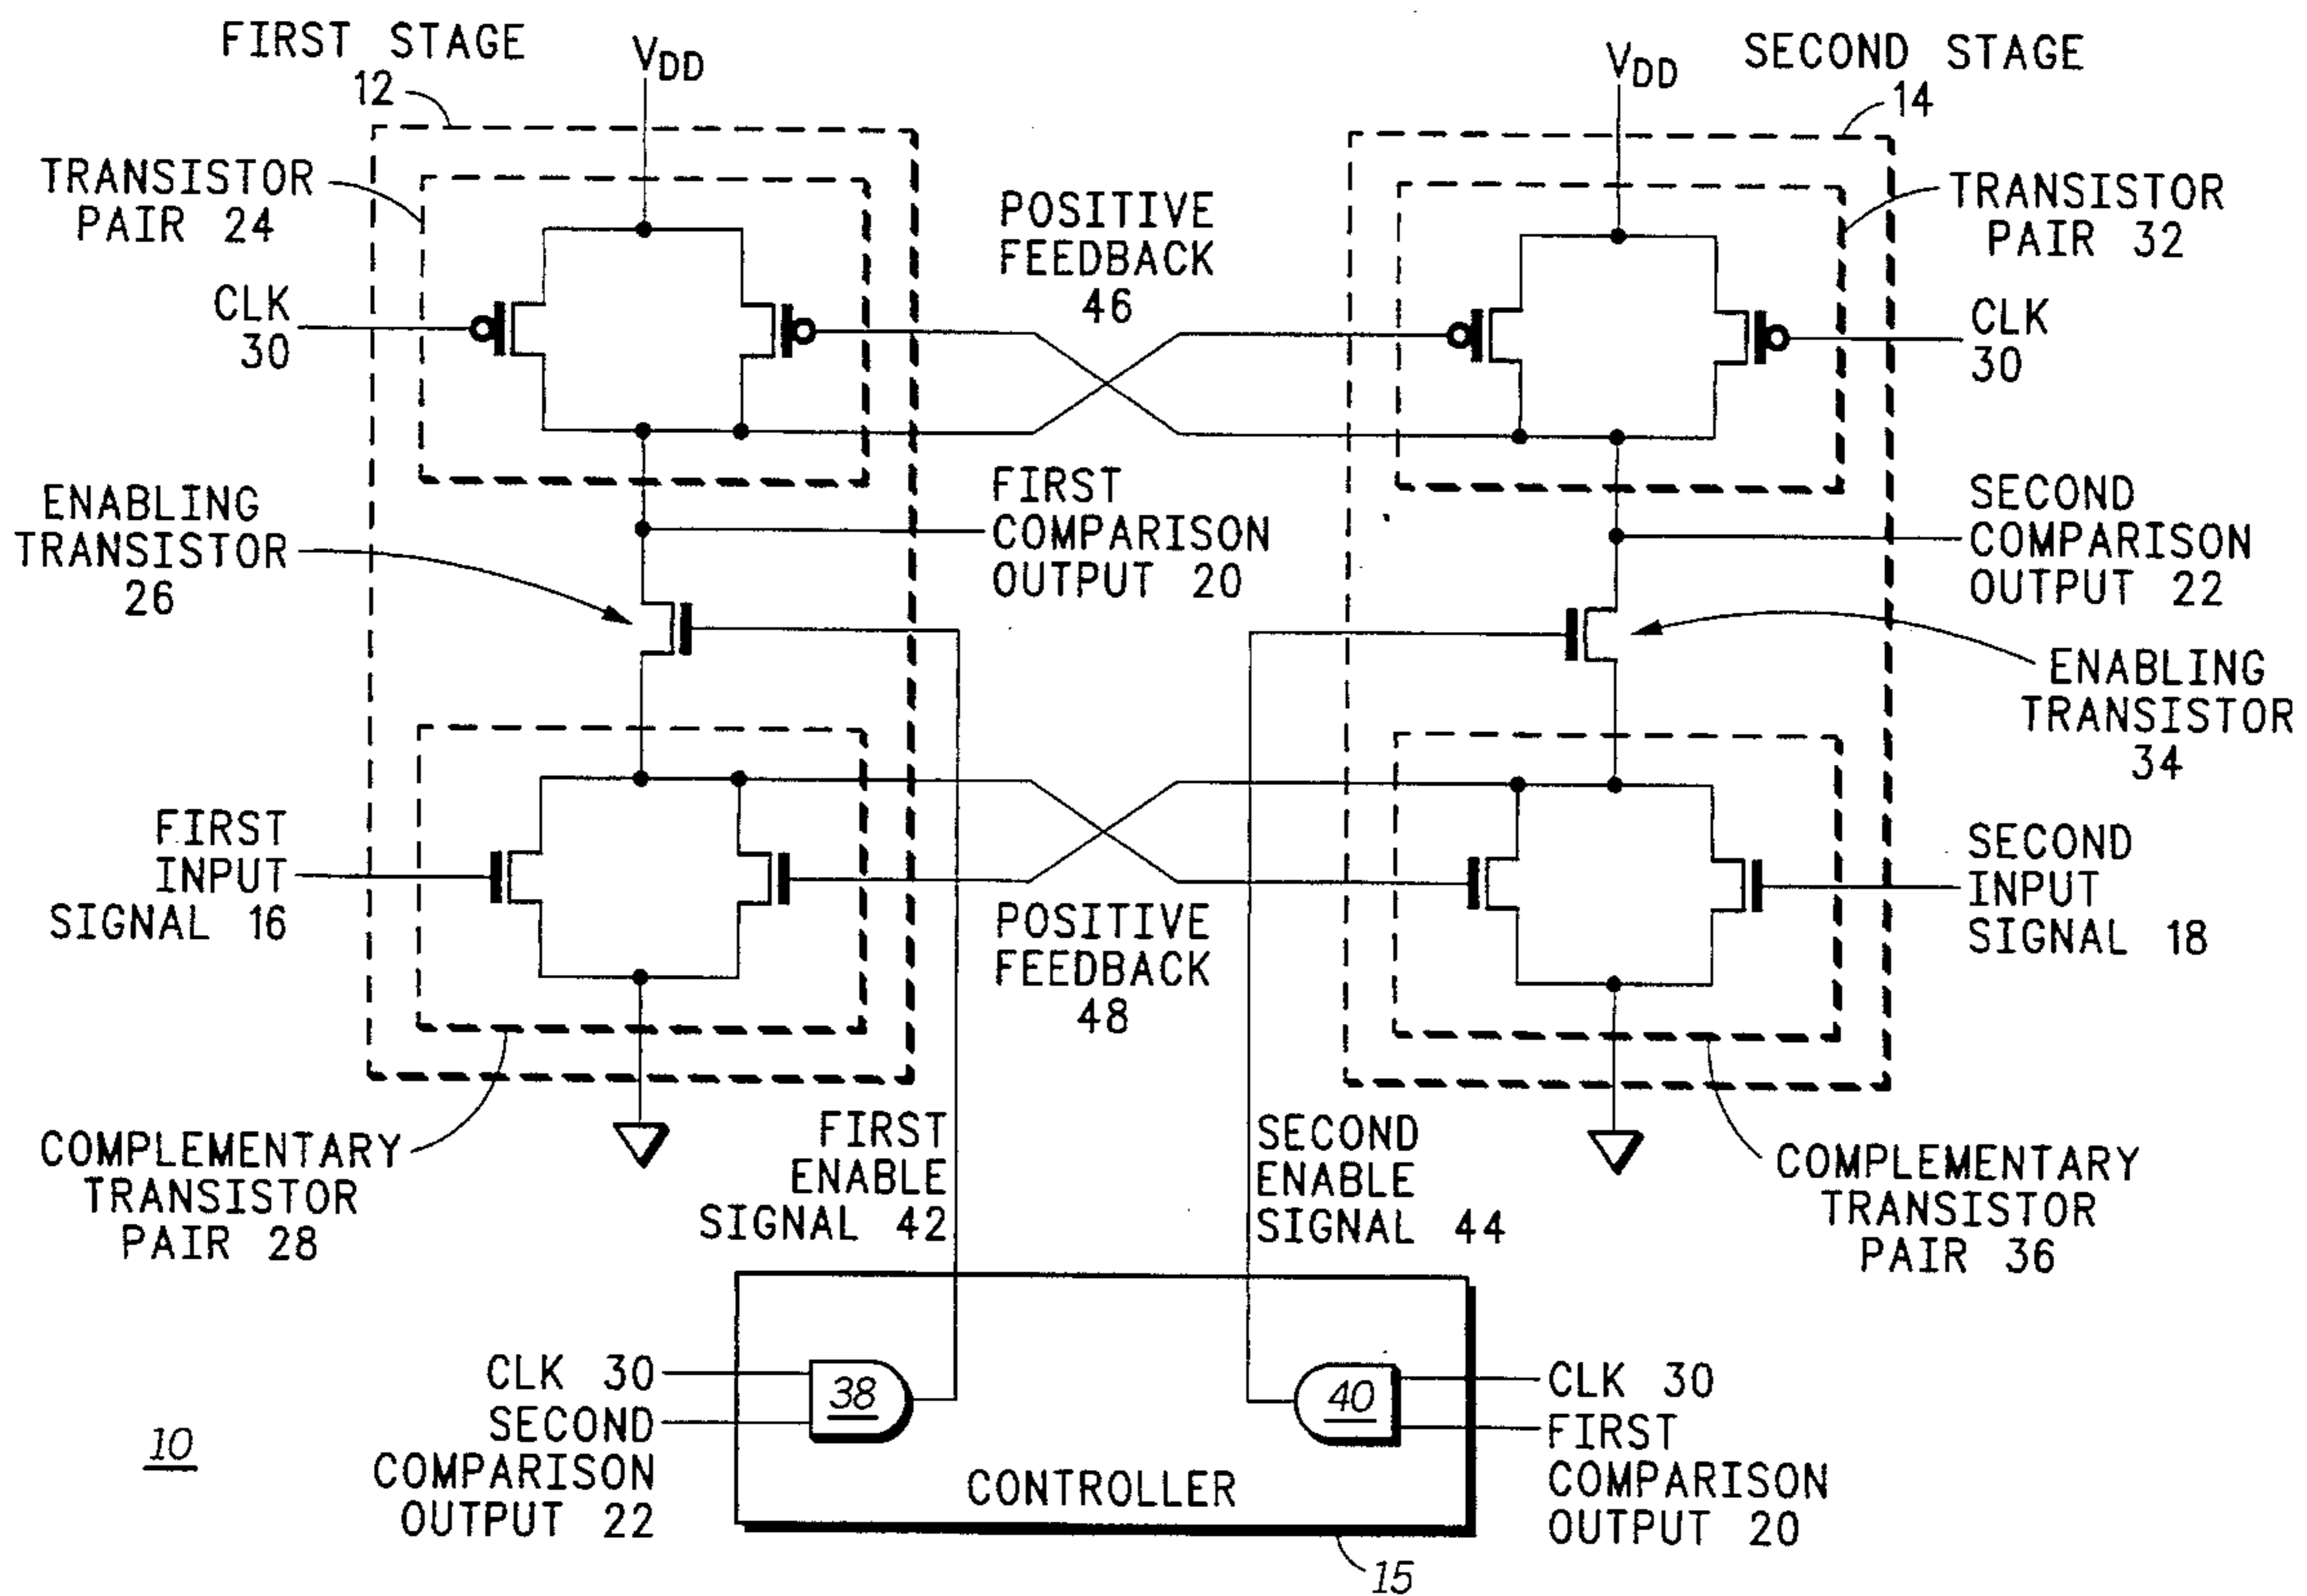 FIRST STAGE
12
VDD
VDD
SECOND STAGE
14
TRANSISTOR
PAIR 24
POSITIVE
FEEDBACK
46
TRANSISTOR
PAIR 32
CLK
30
CLK
30
ENABLING
TRANSISTOR
26
FIRST
COMPARISON
OUTPUT 20
SECOND
COMPARISON
OUTPUT 22
ENABLING
TRANSISTOR
34
FIRST
INPUT
SIGNAL 16
POSITIVE
FEEDBACK
48
SECOND
INPUT
SIGNAL 18
COMPLEMENTARY
TRANSISTOR
PAIR 28
FIRST
ENABLE
SIGNAL 42
SECOND
ENABLE
SIGNAL 44
COMPLEMENTARY
TRANSISTOR
PAIR 36
CLK 30
SECOND
COMPARISON
OUTPUT 22
38
40
CLK 30
FIRST
COMPARISON
OUTPUT 20
CONTROLLER
15
10